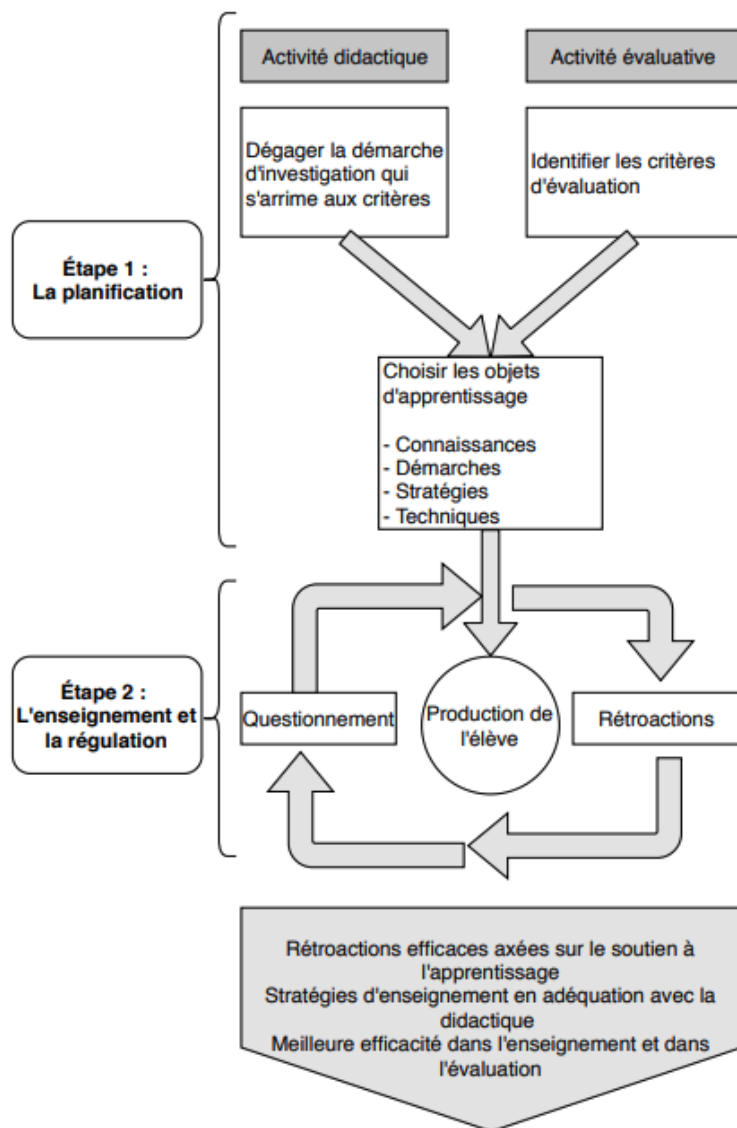 Activité didactique
Activité évaluative
Dégager la démarche
d'investigation qui
s'arrime aux critères
Identifier les critères
d'évaluation
Étape 1 :
La planification
Choisir les objets
d'apprentissage
- Connaissances
- Démarches
- Stratégies
- Techniques
Étape 2 :
L'enseignement et
la régulation
Questionnement
Production de
l'élève
Rétroactions
Rétroactions efficaces axées sur le soutien à
l'apprentissage
Stratégies d'enseignement en adéquation avec la
didactique
Meilleure efficacité dans l'enseignement et dans
l'évaluation